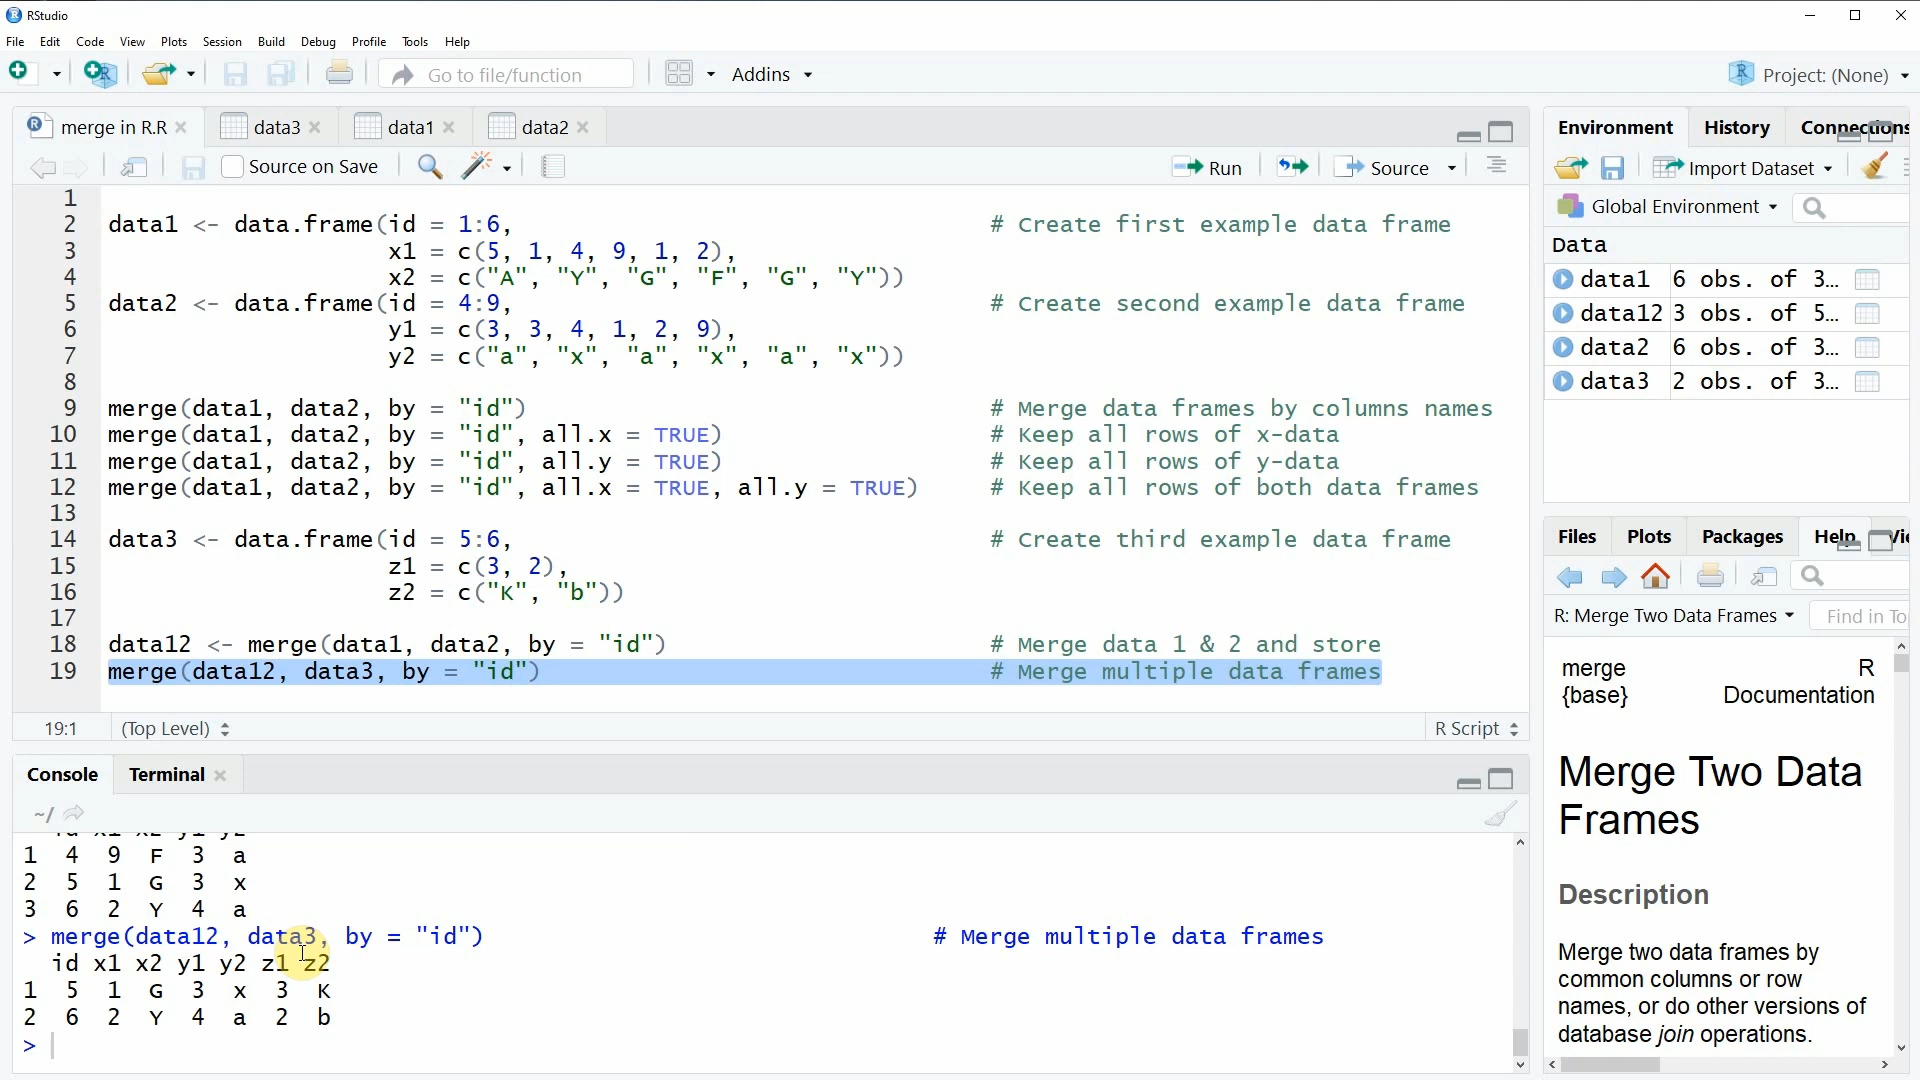 RStudio
File Edit Code View Plots Session Build Debug Profile Tools Help
Go to file/function Addins Project: (None)
merge in R.R data3 data1 data2
Source on Save Run Source
1
2 data1 <- data.frame(id = 1:6, # Create first example data frame
3 x1 = c(5, 1, 4, 9, 1, 2),
4 x2 = c("A", "Y", "G", "F", "G", "Y"))
5 data2 <- data.frame(id = 4:9, # Create second example data frame
6 y1 = c(3, 3, 4, 1, 2, 9),
7 y2 = c("a", "x", "a", "x", "a", "x"))
8
9 merge(data1, data2, by = "id") # Merge data frames by columns names
10 merge(data1, data2, by = "id", all.x = TRUE) # Keep all rows of x-data
11 merge(data1, data2, by = "id", all.y = TRUE) # Keep all rows of y-data
12 merge(data1, data2, by = "id", all.x = TRUE, all.y = TRUE) # Keep all rows of both data frames
13
14 data3 <- data.frame(id = 5:6, # Create third example data frame
15 z1 = c(3, 2),
16 z2 = c("K", "b"))
17
18 data12 <- merge(data1, data2, by = "id") # Merge data 1 & 2 and store
19 merge(data12, data3, by = "id") # Merge multiple data frames
19:1 (Top Level) R Script
Console Terminal
~/
id x1 x2 y1 y2
1 4 9 F 3 a
2 5 1 G 3 x
3 6 2 Y 4 a
> merge(data12, data3, by = "id") # Merge multiple data frames
id x1 x2 y1 y2 z1 z2
1 5 1 G 3 x 3 K
2 6 2 Y 4 a 2 b
>
Environment History Connections
Import Dataset
Global Environment
Data
data1 6 obs. of 3…
data12 3 obs. of 5…
data2 6 obs. of 3…
data3 2 obs. of 3…
Files Plots Packages Help Vie
R: Merge Two Data Frames Find in To
merge R
{base} Documentation
Merge Two Data
Frames
Description
Merge two data frames by
common columns or row
names, or do other versions of
database join operations.